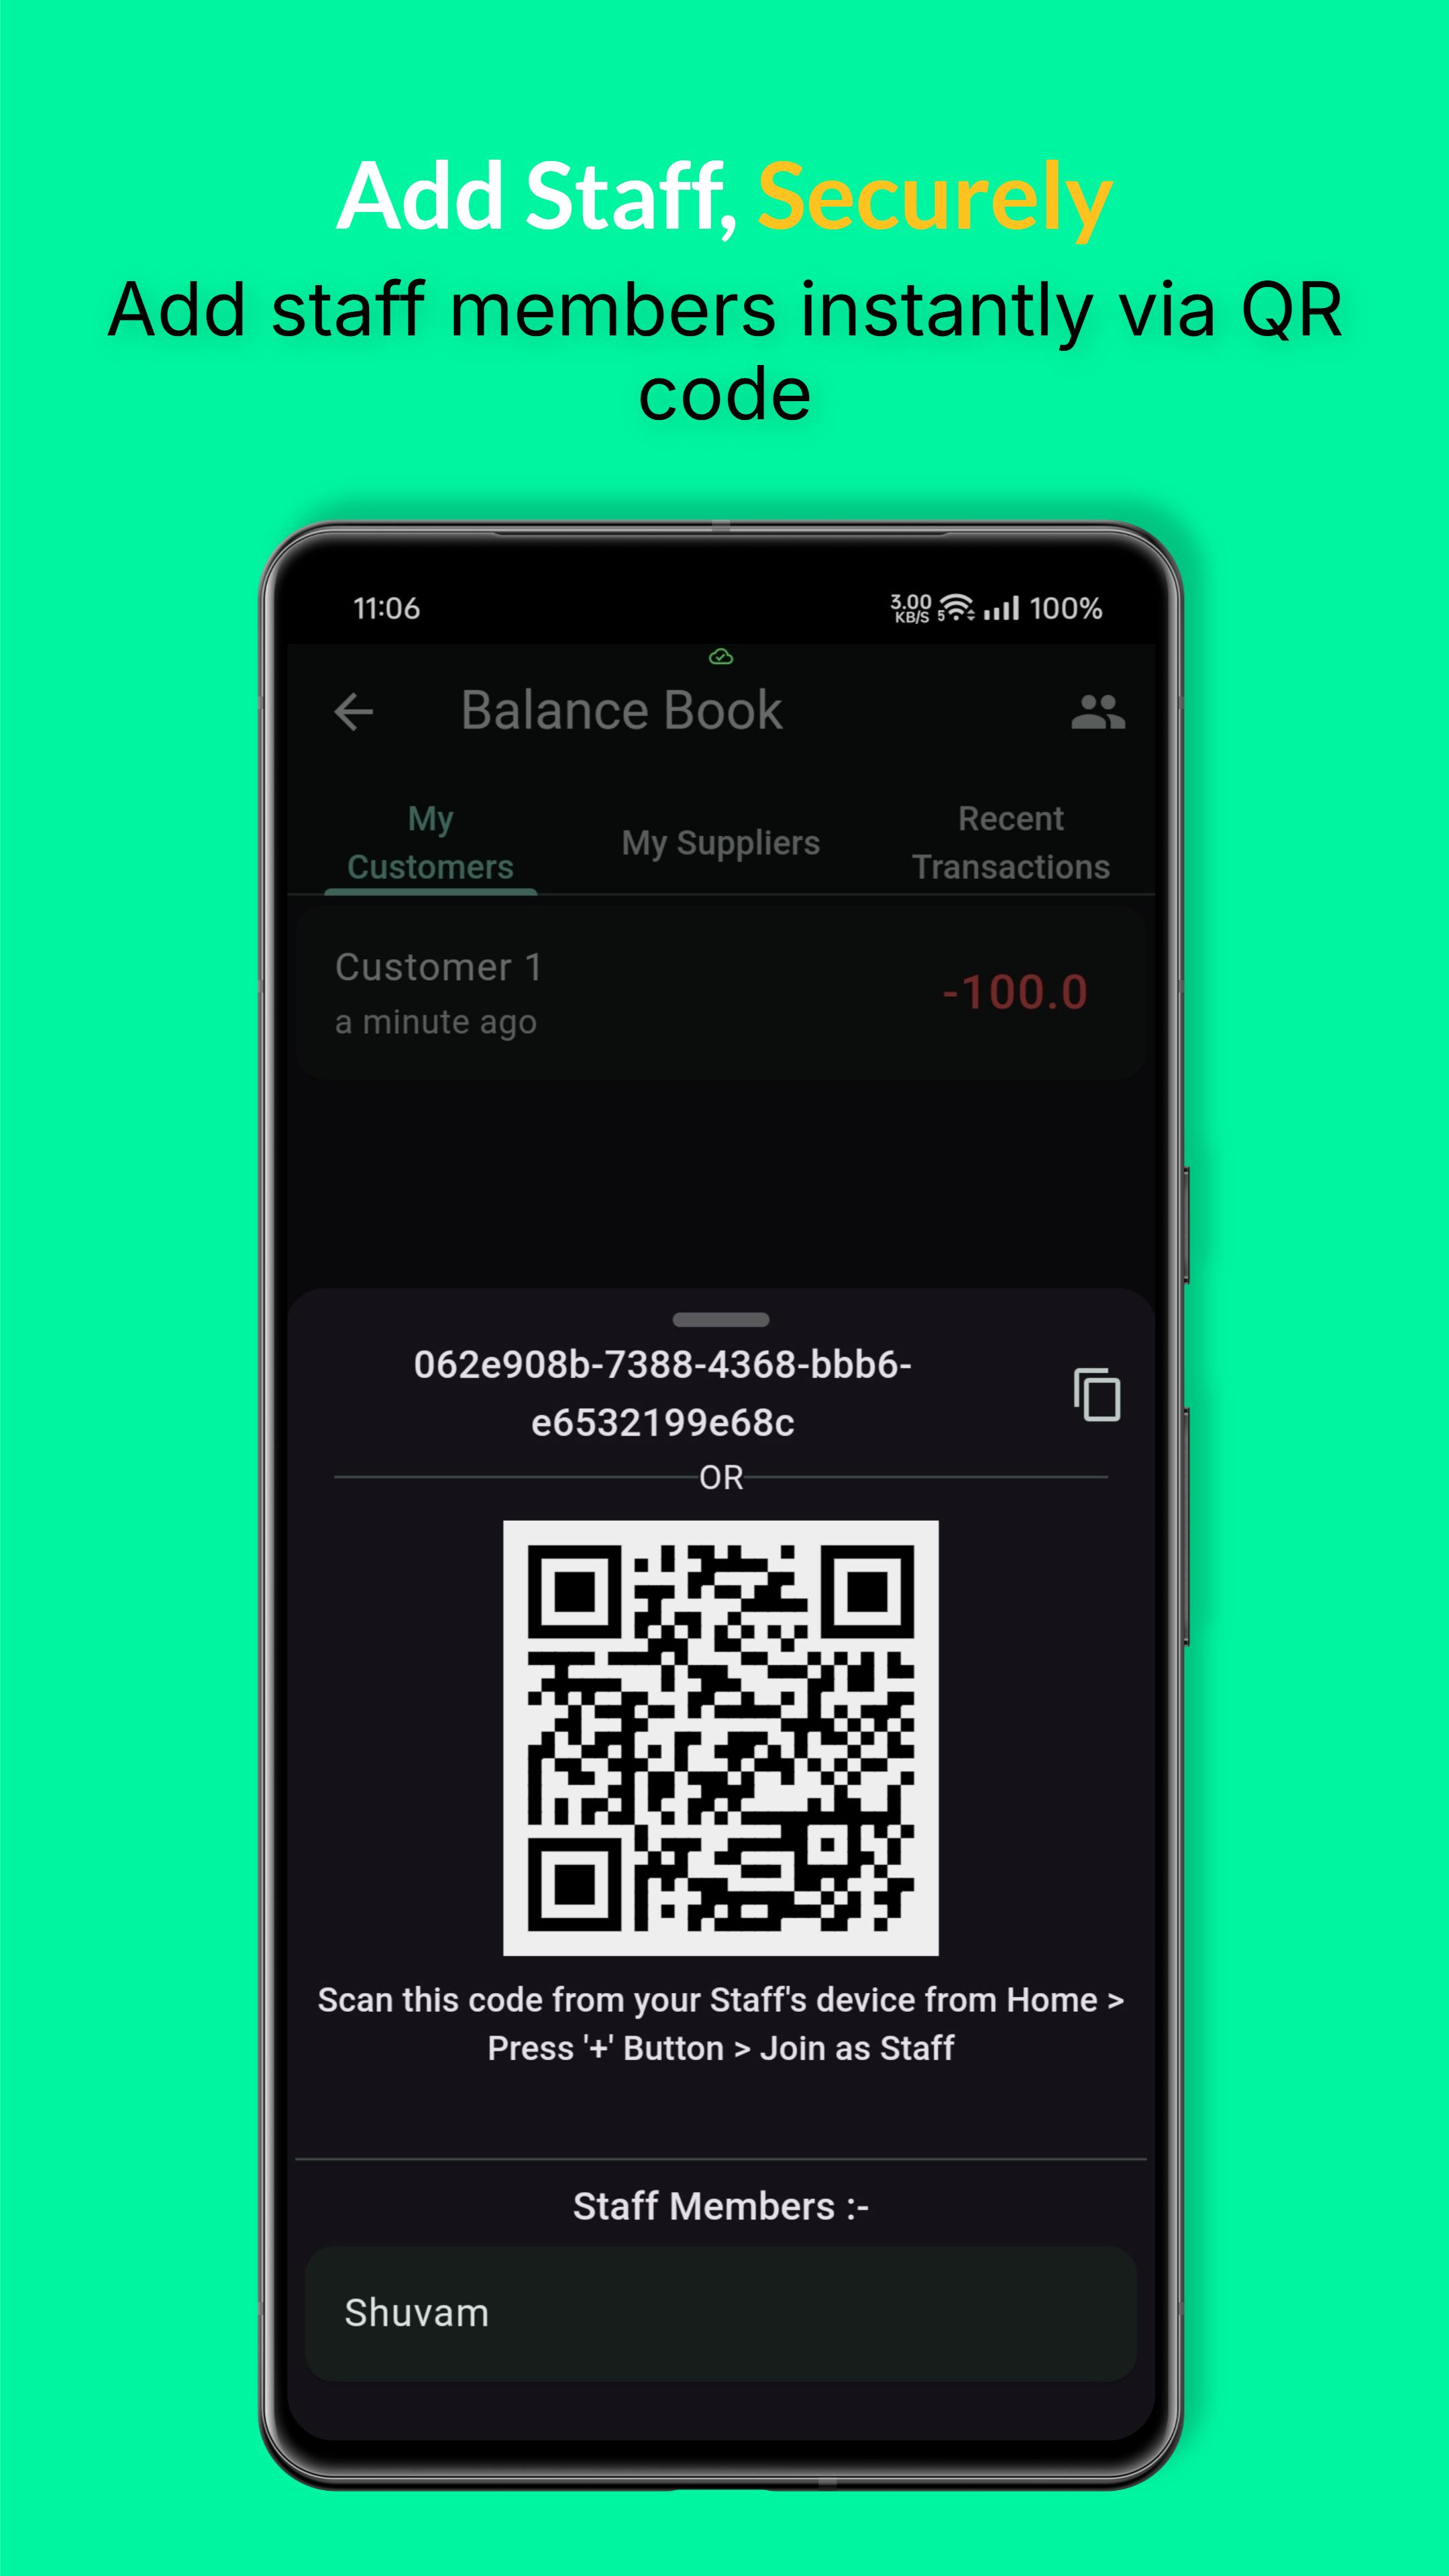 Add Staff, Securely
Add staff members instantly via QR
code
11:06
3.00
KB/S
5
100%
Balance Book
My
Customers
My Suppliers
Recent
Transactions
Customer 1
a minute ago
-100.0
062e908b-7388-4368-bbb6-
e6532199e68c
OR
Scan this code from your Staff's device from Home >
Press '+' Button > Join as Staff
Staff Members :-
Shuvam